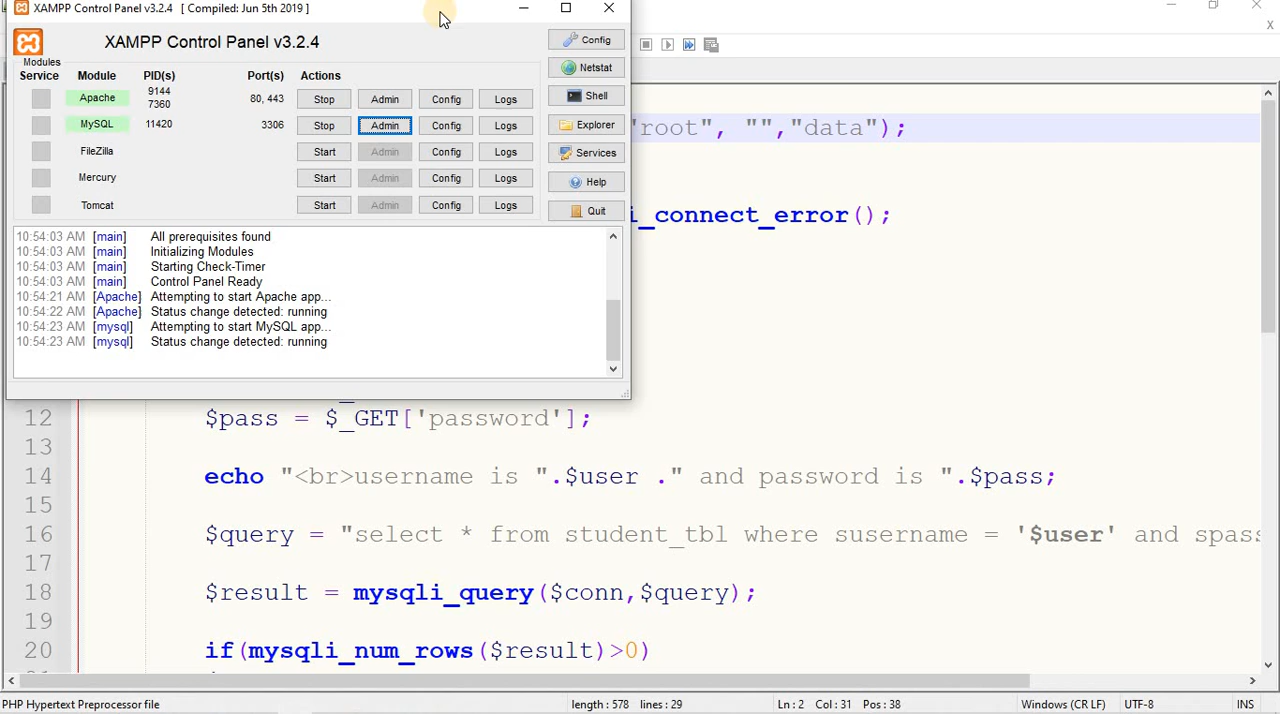 XAMPP Control Panel v3.2.4 [ Compiled: Jun 5th 2019 ]
XAMPP Control Panel v3.2.4
Config
Modules
Service Module PID(s) Port(s) Actions
Netstat
Apache 9144 7360 80, 443 Stop Admin Config Logs
Shell
MySQL 11420 3306 Stop Admin Config Logs
Explorer
FileZilla Start Admin Config Logs
Services
Mercury Start Admin Config Logs
Help
Tomcat Start Admin Config Logs
Quit
10:54:03 AM [main] All prerequisites found
10:54:03 AM [main] Initializing Modules
10:54:03 AM [main] Starting Check-Timer
10:54:03 AM [main] Control Panel Ready
10:54:21 AM [Apache] Attempting to start Apache app...
10:54:22 AM [Apache] Status change detected: running
10:54:23 AM [mysql] Attempting to start MySQL app...
10:54:23 AM [mysql] Status change detected: running
"root", "","data");
i_connect_error();
12 $pass = $_GET['password'];
13
14 echo "<br>username is ".$user ." and password is ".$pass;
15
16 $query = "select * from student_tbl where susername = '$user' and spass
17
18 $result = mysqli_query($conn,$query);
19
20 if(mysqli_num_rows($result)>0)
PHP Hypertext Preprocessor file length : 578 lines : 29 Ln : 2 Col : 31 Pos : 38 Windows (CR LF) UTF-8 INS